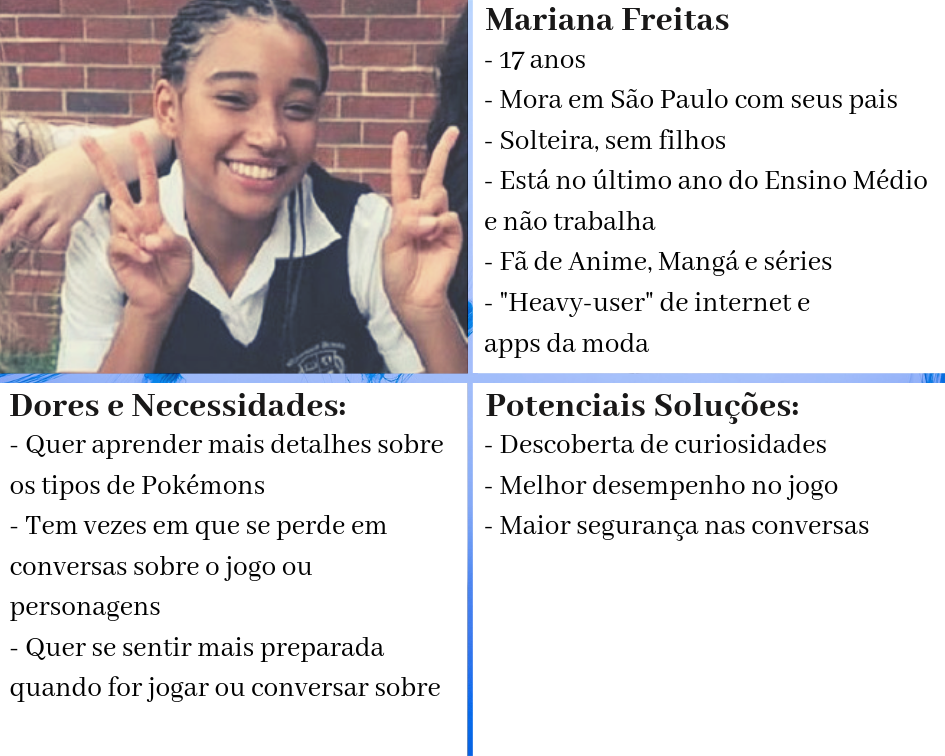 Mariana Freitas
- 17 anos
- Mora em São Paulo com seus pais
- Solteira, sem filhos
- Está no último ano do Ensino Médio
e não trabalha
- Fã de Anime, Mangá e séries
- "Heavy-user" de internet e
apps da moda
Dores e Necessidades:
- Quer aprender mais detalhes sobre
os tipos de Pokémons
- Tem vezes em que se perde em
conversas sobre o jogo ou
personagens
- Quer se sentir mais preparada
quando for jogar ou conversar sobre
Potenciais Soluções:
- Descoberta de curiosidades
- Melhor desempenho no jogo
- Maior segurança nas conversas